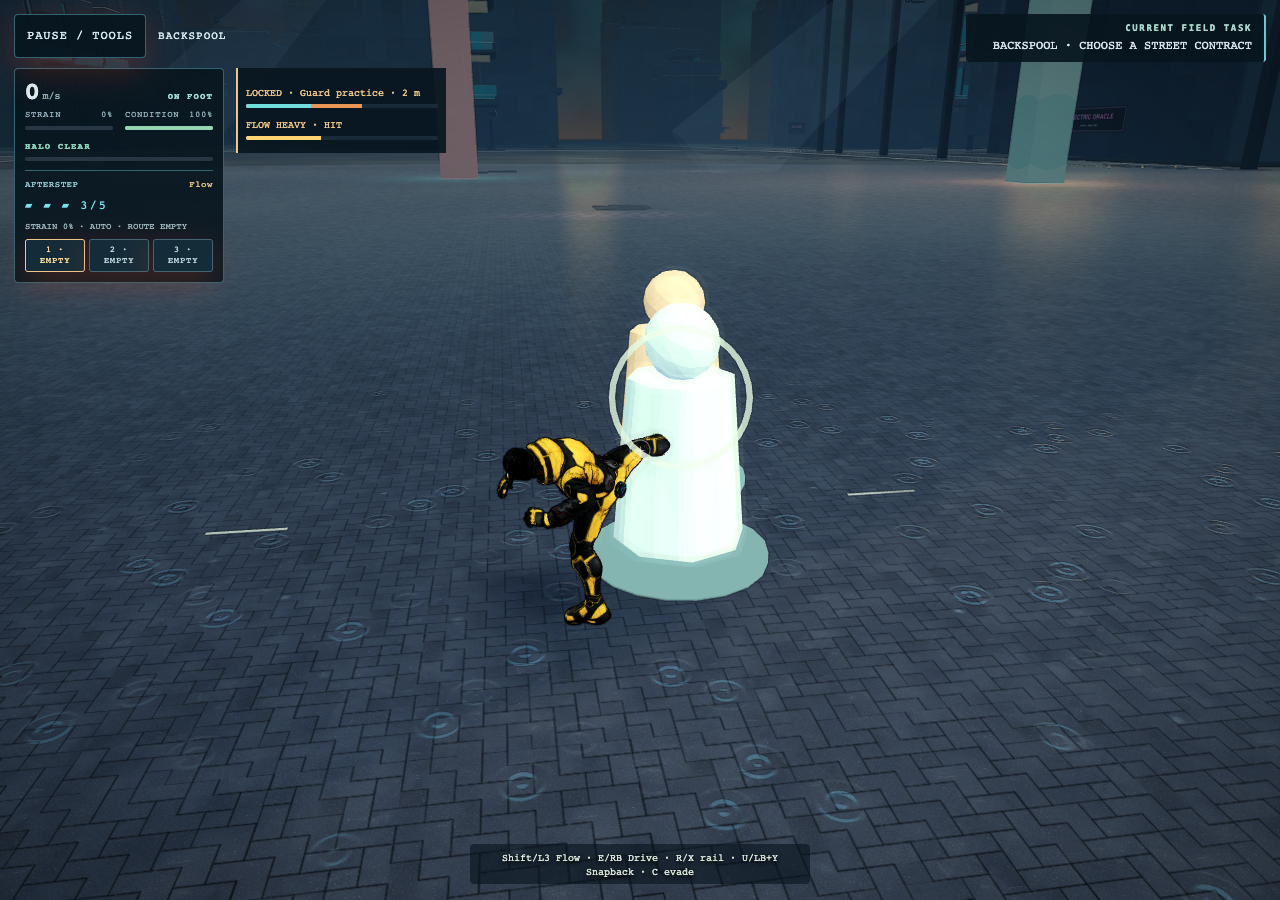 PAUSE / TOOLS
BACKSPOOL
CURRENT FIELD TASK
BACKSPOOL · CHOOSE A STREET CONTRACT
0 m/s
ON FOOT
STRAIN 0%
CONDITION 100%
HALO CLEAR
AFTERSTEP
Flow
3/5
STRAIN 0% · AUTO · ROUTE EMPTY
1 ·
EMPTY
2 ·
EMPTY
3 ·
EMPTY
LOCKED · Guard practice · 2 m
FLOW HEAVY · HIT
ORACLE
Shift/L3 Flow · E/RB Drive · R/X rail · U/LB+Y
Snapback · C evade